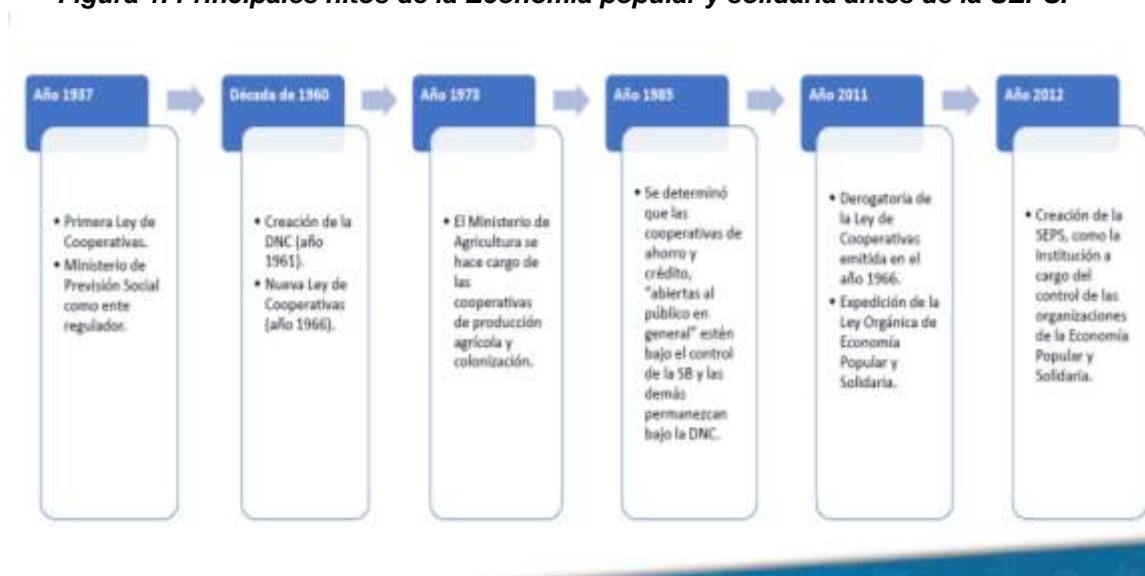 Figura 1. Principales hitos de la Economía popular y solidaria antes de la SEPS.
Año 1937
• Primera Ley de
Cooperativas.
• Ministerio de
Previsión Social
como ente
regulador.
Década de 1960
• Creación de la
DNC (año
1961).
• Nueva Ley de
Cooperativas
(año 1966).
Año 1973
• El Ministerio de
Agricultura se
hace cargo de
las
cooperativas
de producción
agrícola y
colonización.
Año 1985
• Se determinó
que las
cooperativas de
ahorro y
crédito,
"abiertas al
público en
general" estén
bajo el control
de la SB y las
demás
permanezcan
bajo la DNC.
Año 2011
• Derogatoria de
la Ley de
Cooperativas
emitida en el
año 1966.
• Expedición de la
Ley Orgánica de
Economía
Popular y
Solidaria.
Año 2012
• Creación de la
SEPS, como la
institución a
cargo del
control de las
organizaciones
de la Economía
Popular y
Solidaria.